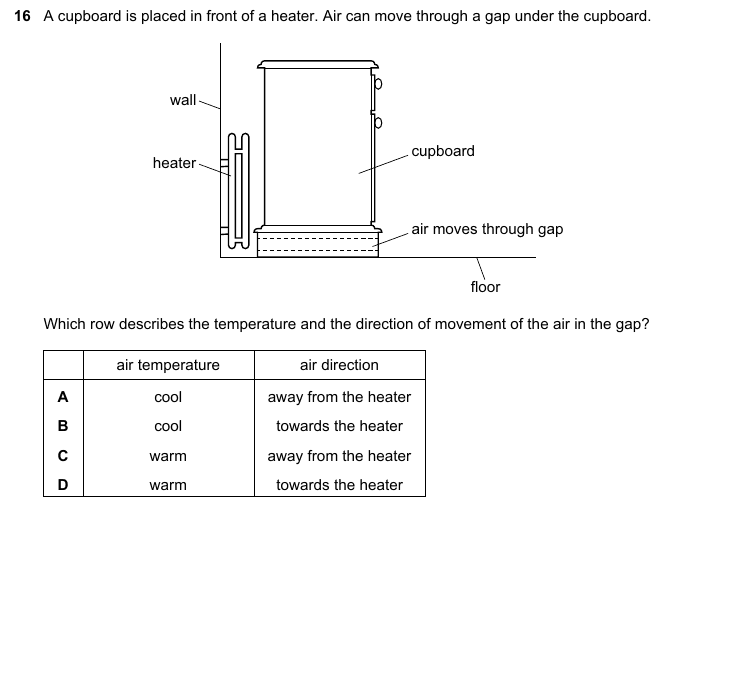 16 A cupboard is placed in front of a heater. Air can move through a gap under the cupboard.
wall
heater
cupboard
air moves through gap
floor
Which row describes the temperature and the direction of movement of the air in the gap?
air temperature air direction
A cool away from the heater
B cool towards the heater
C warm away from the heater
D warm towards the heater